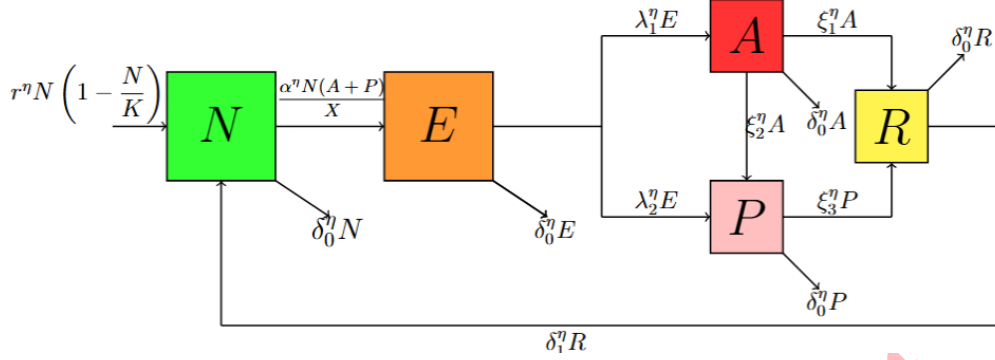 r^η N (1 − N/K)
N
α^η N(A + P)/X
E
λ_1^η E
A
ξ_1^η A
δ_0^η R
ξ_2^η A
δ_0^η A
R
λ_2^η E
P
ξ_3^η P
δ_0^η N
δ_0^η E
δ_0^η P
δ_1^η R